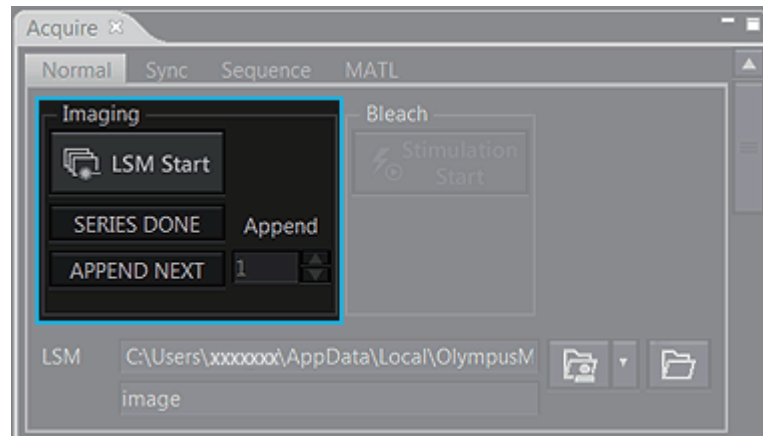 Acquire
Normal Sync Sequence MATL
Imaging
LSM Start
SERIES DONE
Append
APPEND NEXT
1
Bleach
Stimulation
Start
LSM
C:\Users\xxxxxxx\AppData\Local\OlympusM
image